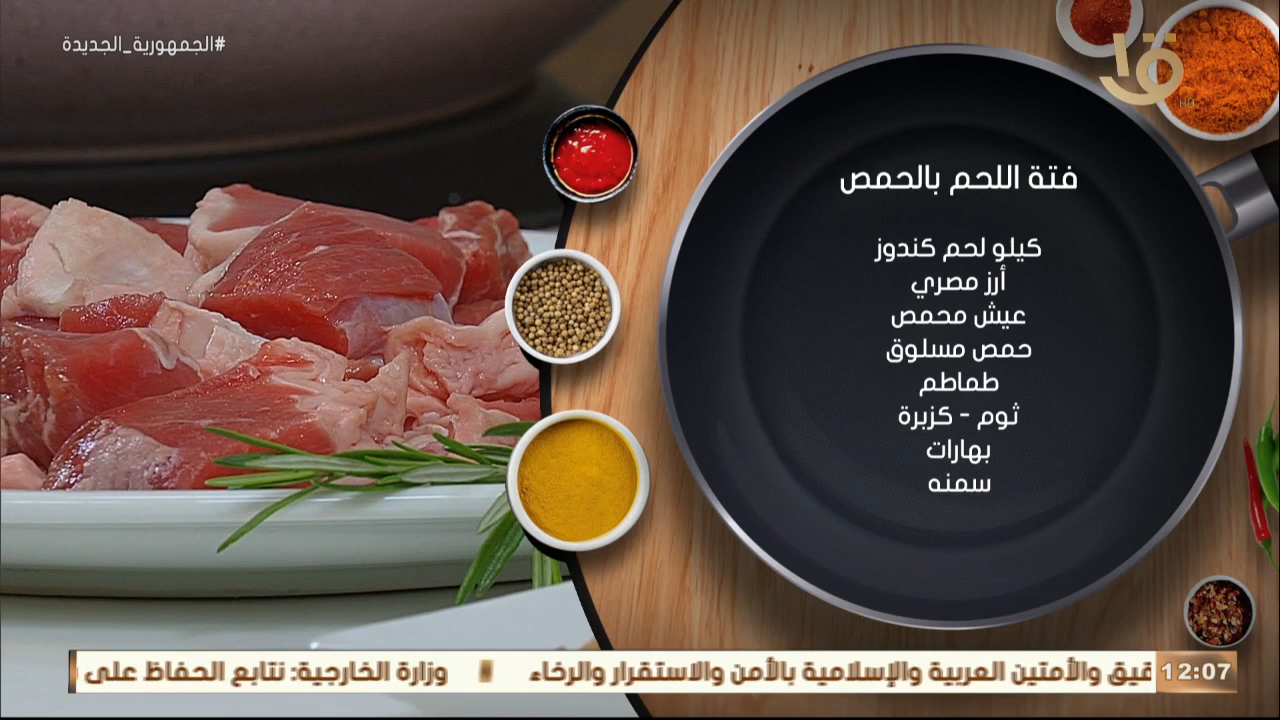 #الجمهورية_الجديدة
HD
فتة اللحم بالحمص
كيلو لحم كندوز
أرز مصري
عيش محمص
حمص مسلوق
طماطم
ثوم - كزبرة
بهارات
سمنه
12:07
والأمتين العربية والإسلامية بالأمن والاستقرار والرخاء
وزارة الخارجية: نتابع الحفاظ على